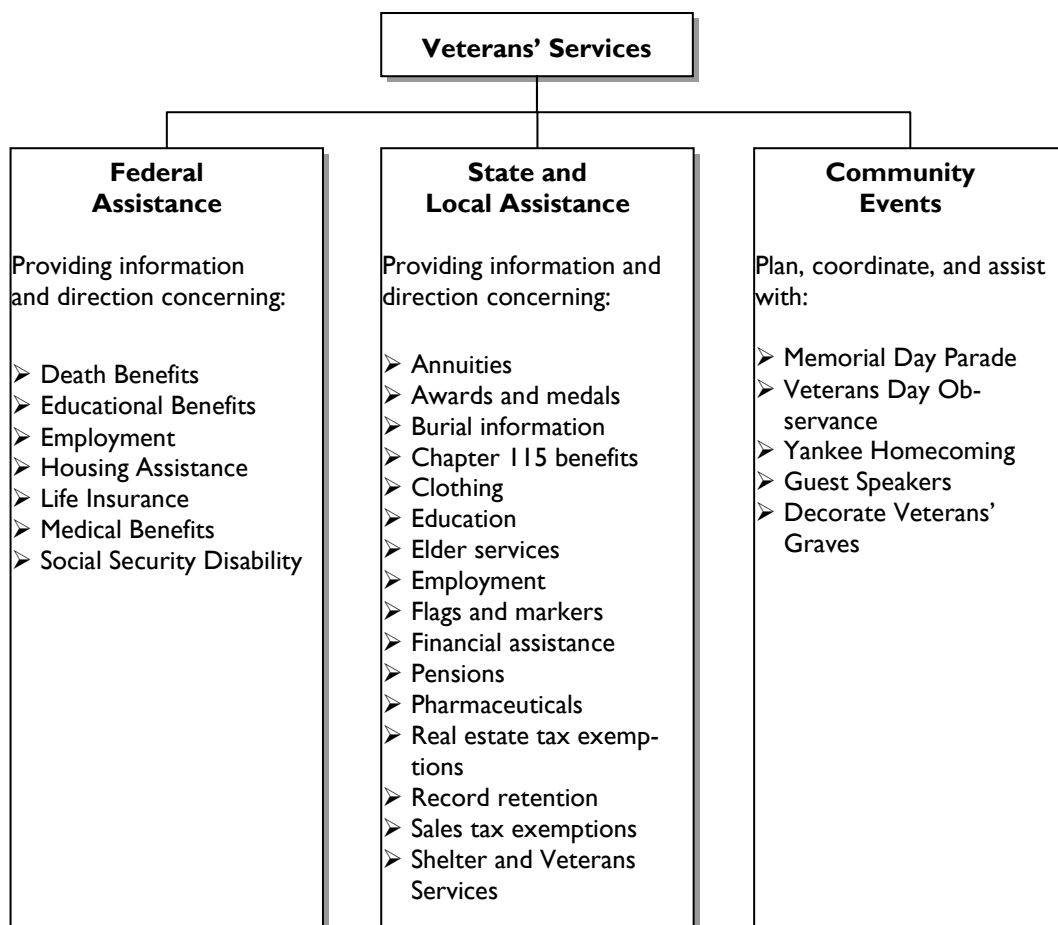 Veterans’ Services
Federal
Assistance
Providing information
and direction concerning:
➢ Death Benefits
➢ Educational Benefits
➢ Employment
➢ Housing Assistance
➢ Life Insurance
➢ Medical Benefits
➢ Social Security Disability
State and
Local Assistance
Providing information and
direction concerning:
➢ Annuities
➢ Awards and medals
➢ Burial information
➢ Chapter 115 benefits
➢ Clothing
➢ Education
➢ Elder services
➢ Employment
➢ Flags and markers
➢ Financial assistance
➢ Pensions
➢ Pharmaceuticals
➢ Real estate tax exemp-
tions
➢ Record retention
➢ Sales tax exemptions
➢ Shelter and Veterans
Services
Community
Events
Plan, coordinate, and assist
with:
➢ Memorial Day Parade
➢ Veterans Day Ob-
servance
➢ Yankee Homecoming
➢ Guest Speakers
➢ Decorate Veterans’
Graves